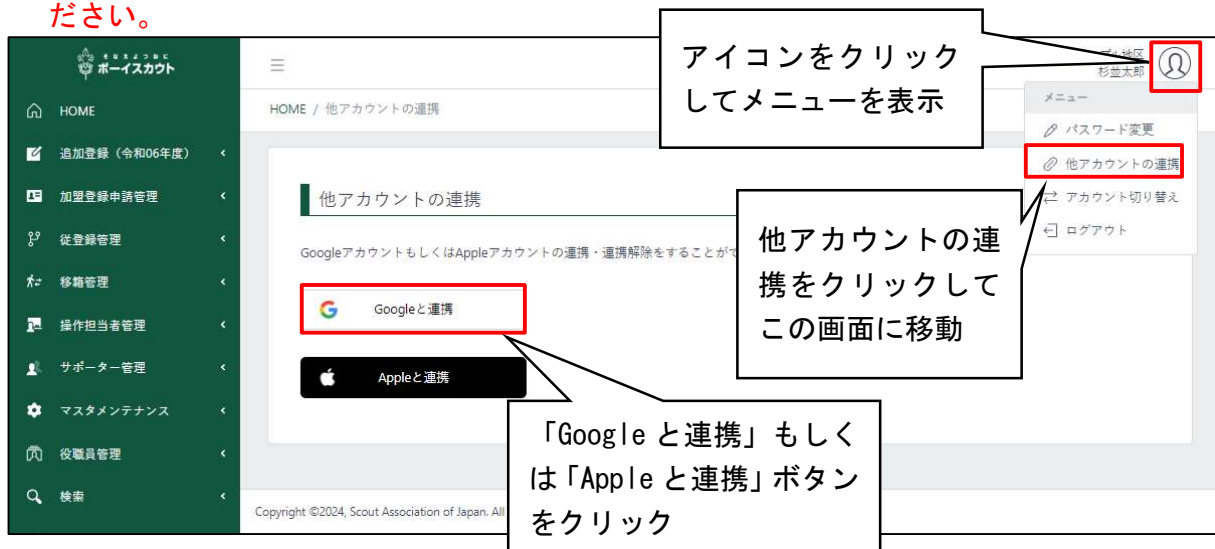 ださい。
アイコンをクリック
してメニューを表示
そなえよつねに
ボーイスカウト
地区
杉並太郎
HOME
HOME / 他アカウントの連携
メニュー
パスワード変更
追加登録（令和06年度）
他アカウントの連携
加盟登録申請管理
他アカウントの連携
アカウント切り替え
従登録管理
他アカウントの連
携をクリックして
この画面に移動
ログアウト
GoogleアカウントもしくはAppleアカウントの連携・連携解除をすることがで
移籍管理
Googleと連携
操作担当者管理
サポーター管理
Appleと連携
マスタメンテナンス
「Google と連携」もしく
は「Apple と連携」ボタン
をクリック
役職員管理
検索
Copyright ©2024, Scout Association of Japan. All